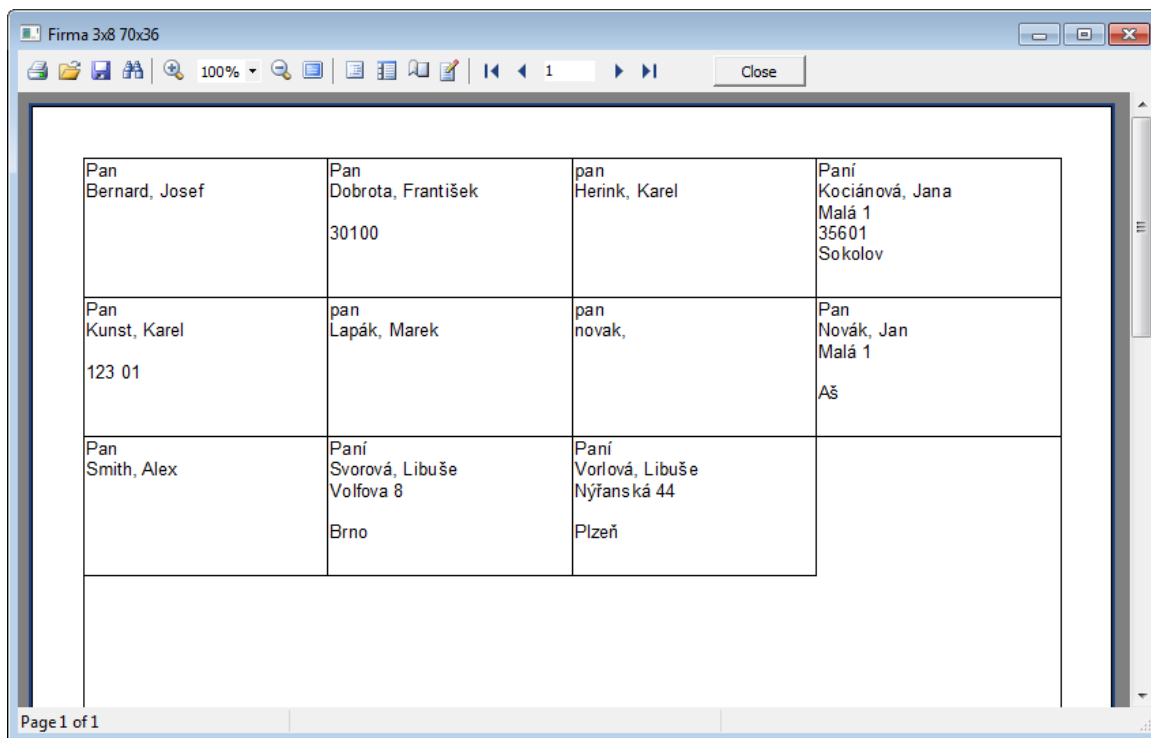 Firma 3x8 70x36
100%
1
Close
Pan
Bernard, Josef
Pan
Dobrota, František
30100
pan
Herink, Karel
Paní
Kociánová, Jana
Malá 1
35601
Sokolov
Pan
Kunst, Karel
123 01
pan
Lapák, Marek
pan
novak,
Pan
Novák, Jan
Malá 1
Aš
Pan
Smith, Alex
Paní
Svorová, Libuše
Volfova 8
Brno
Paní
Vorlová, Libuše
Nýřanská 44
Plzeň
Page 1 of 1